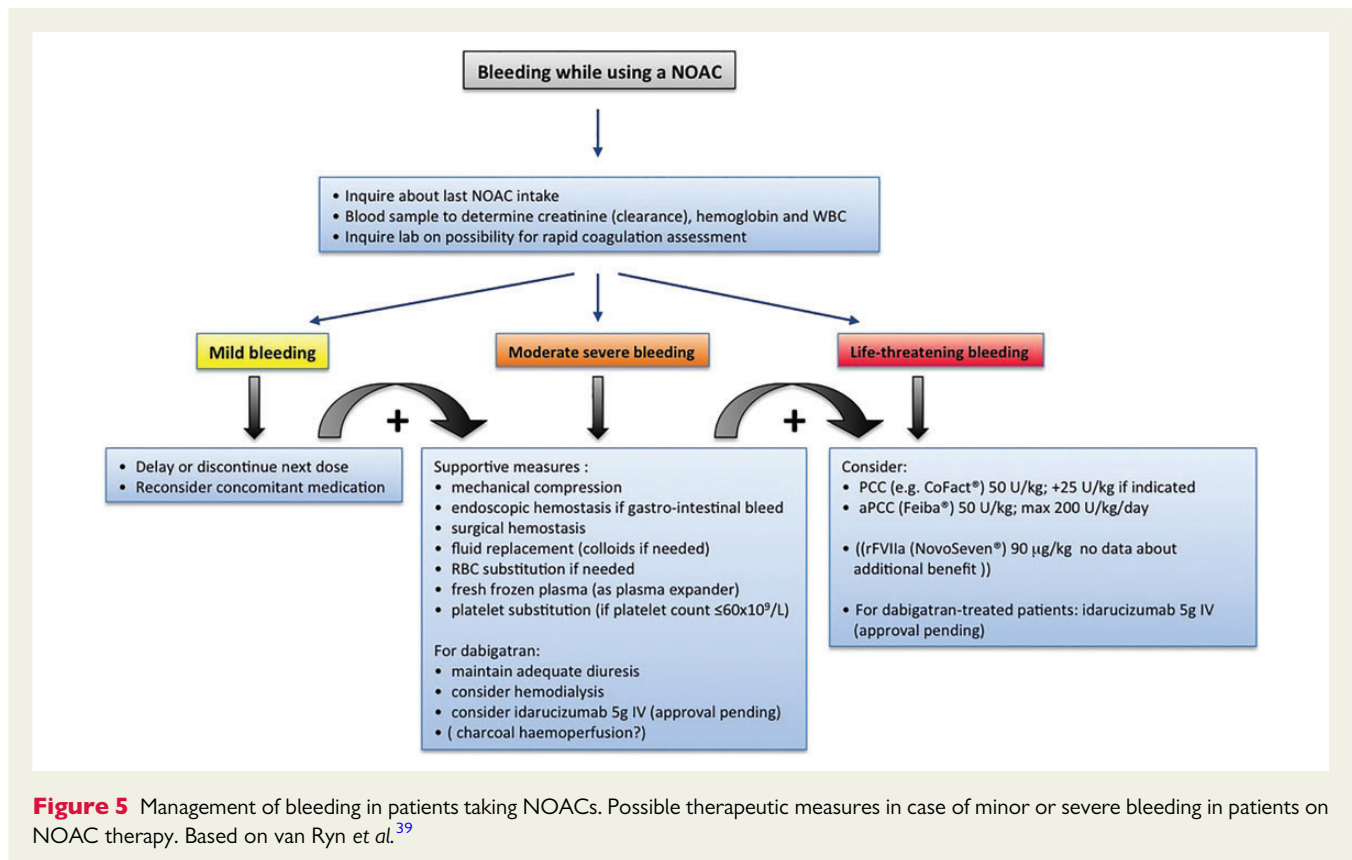 Bleeding while using a NOAC
• Inquire about last NOAC intake
• Blood sample to determine creatinine (clearance), hemoglobin and WBC
• Inquire lab on possibility for rapid coagulation assessment
Mild bleeding
Moderate severe bleeding
Life-threatening bleeding
+
+
• Delay or discontinue next dose
• Reconsider concomitant medication
Supportive measures :
• mechanical compression
• endoscopic hemostasis if gastro-intestinal bleed
• surgical hemostasis
• fluid replacement (colloids if needed)
• RBC substitution if needed
• fresh frozen plasma (as plasma expander)
• platelet substitution (if platelet count ≤60x10⁹/L)
For dabigatran:
• maintain adequate diuresis
• consider hemodialysis
• consider idarucizumab 5g IV (approval pending)
• ( charcoal haemoperfusion?)
Consider:
• PCC (e.g. CoFact®) 50 U/kg; +25 U/kg if indicated
• aPCC (Feiba®) 50 U/kg; max 200 U/kg/day
• ((rFVIIa (NovoSeven®) 90 μg/kg no data about
additional benefit ))
• For dabigatran-treated patients: idarucizumab 5g IV
(approval pending)
Figure 5 Management of bleeding in patients taking NOACs. Possible therapeutic measures in case of minor or severe bleeding in patients on
NOAC therapy. Based on van Ryn et al.³⁹